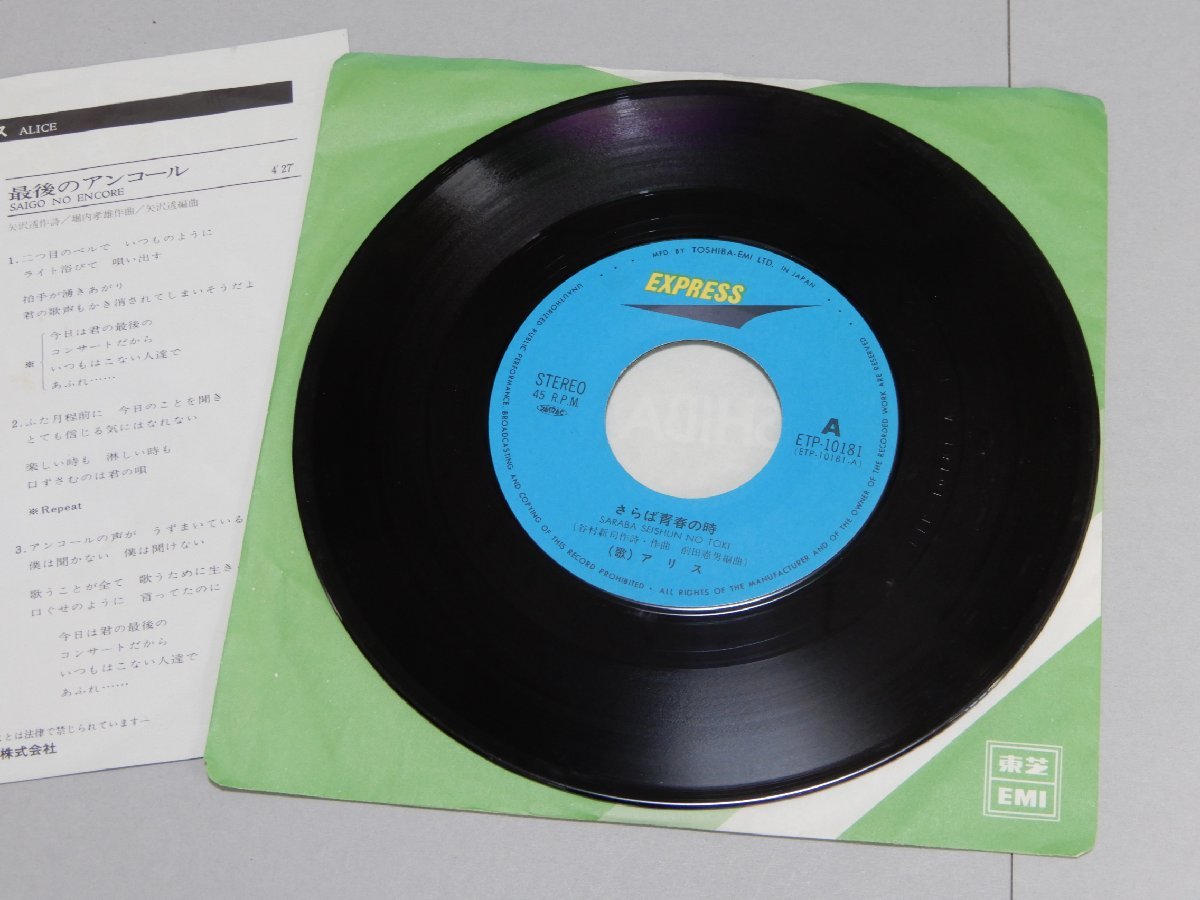 ス ALICE
最後のアンコール 4'27"
SAIGO NO ENCORE
矢沢透作詩/堀内孝雄作曲/矢沢透編曲
1.二つ目のベルで いつものように
ライト浴びて 唄い出す
拍手が湧きあがり
君の歌声もかき消されてしまいそうだよ
※
今日は君の最後の
コンサートだから
いつもはこない人達で
あふれ……
2.ふた月程前に 今日のことを聞き
とても信じる気にはなれない
楽しい時も 淋しい時も
口ずさむのは君の唄
※Repeat
3.アンコールの声が うずまいている
僕は聞かない 僕は聞けない
歌うことが全て 歌うために生き
口ぐせのように 言ってたのに
今日は君の最後の
コンサートだから
いつもはこない人達で
あふれ……
とは法律で禁じられています—
株式会社
MFD BY TOSHIBA-EMI LTD. IN JAPAN
EXPRESS
STEREO
45 R.P.M.
A
ETP-10181
(ETP-10181-A)
さらば青春の時
SARABA SEISHUN NO TOKI
(谷村新司作詩・作曲 前田憲男編曲)
(歌) アリス
UNAUTHORIZED PUBLIC PERFORMANCE BROADCASTING AND COPYING OF THIS RECORD PROHIBITED • ALL RIGHTS OF THE MANUFACTURER AND OF THE OWNER OF THE RECORDED WORK ARE RESERVED
東芝
EMI